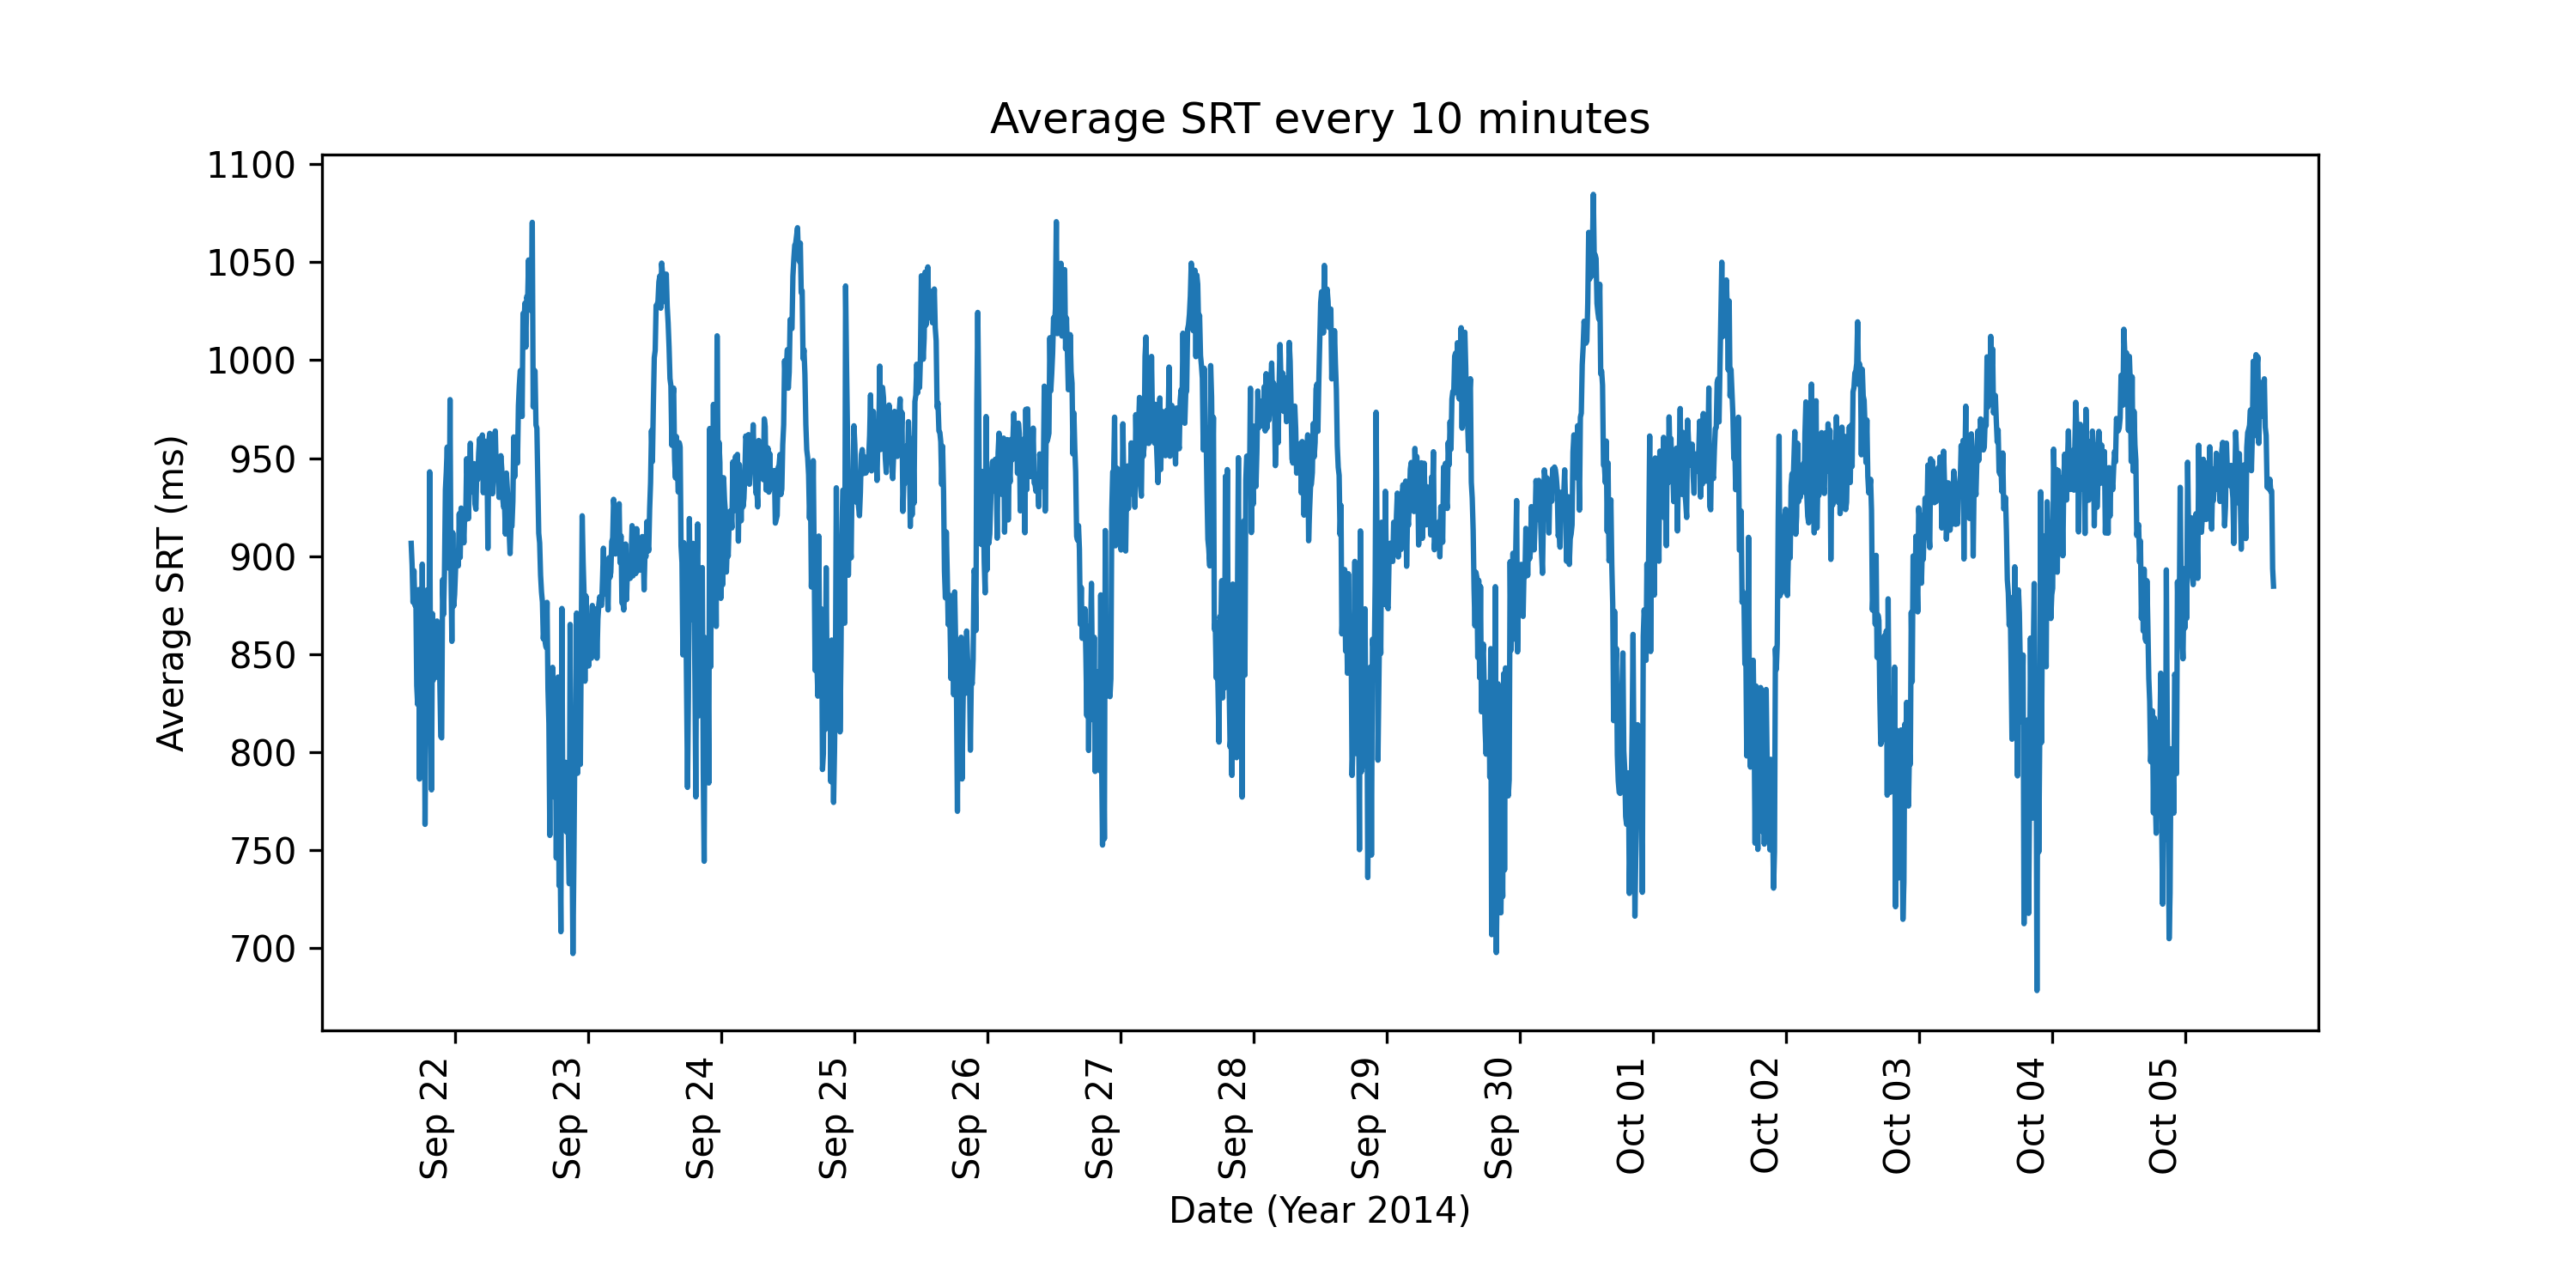 Average SRT every 10 minutes
Average SRT (ms)
1100
1050
1000
950
900
850
800
750
700
Sep 22
Sep 23
Sep 24
Sep 25
Sep 26
Sep 27
Sep 28
Sep 29
Sep 30
Oct 01
Oct 02
Oct 03
Oct 04
Oct 05
Date (Year 2014)